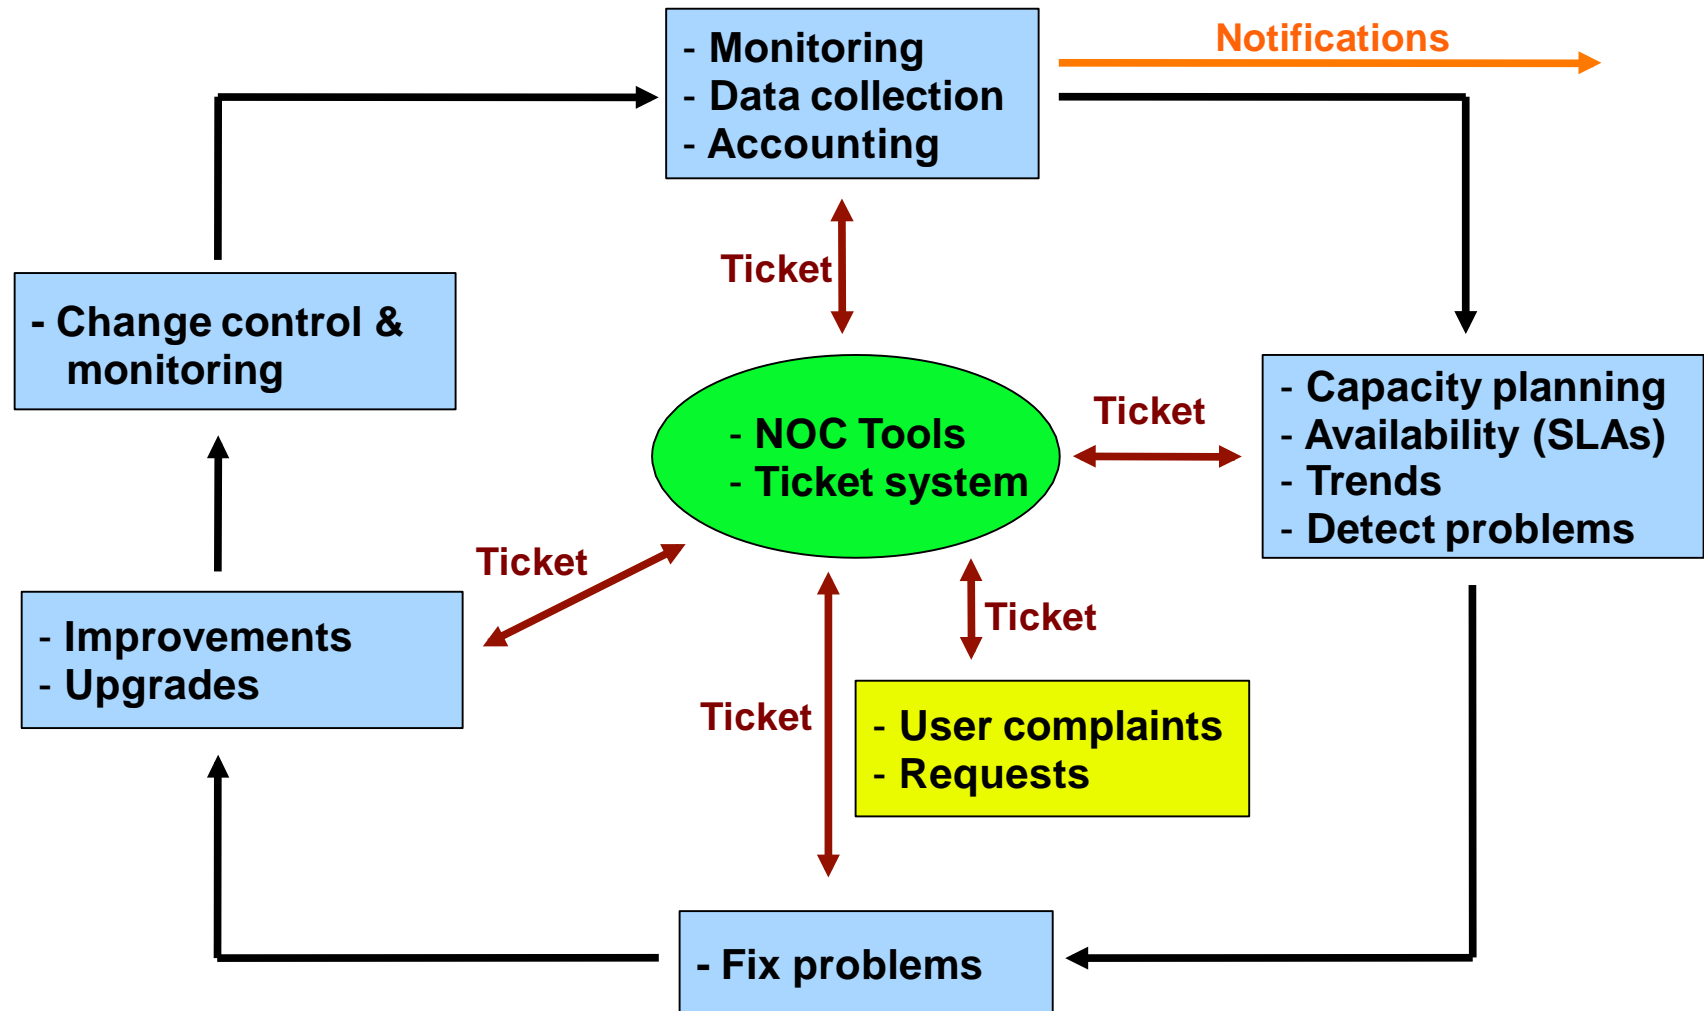 - Monitoring
- Data collection
- Accounting
Notifications
Ticket
- Change control &
monitoring
- NOC Tools
- Ticket system
Ticket
- Capacity planning
- Availability (SLAs)
- Trends
- Detect problems
Ticket
- Improvements
- Upgrades
Ticket
Ticket
- User complaints
- Requests
- Fix problems